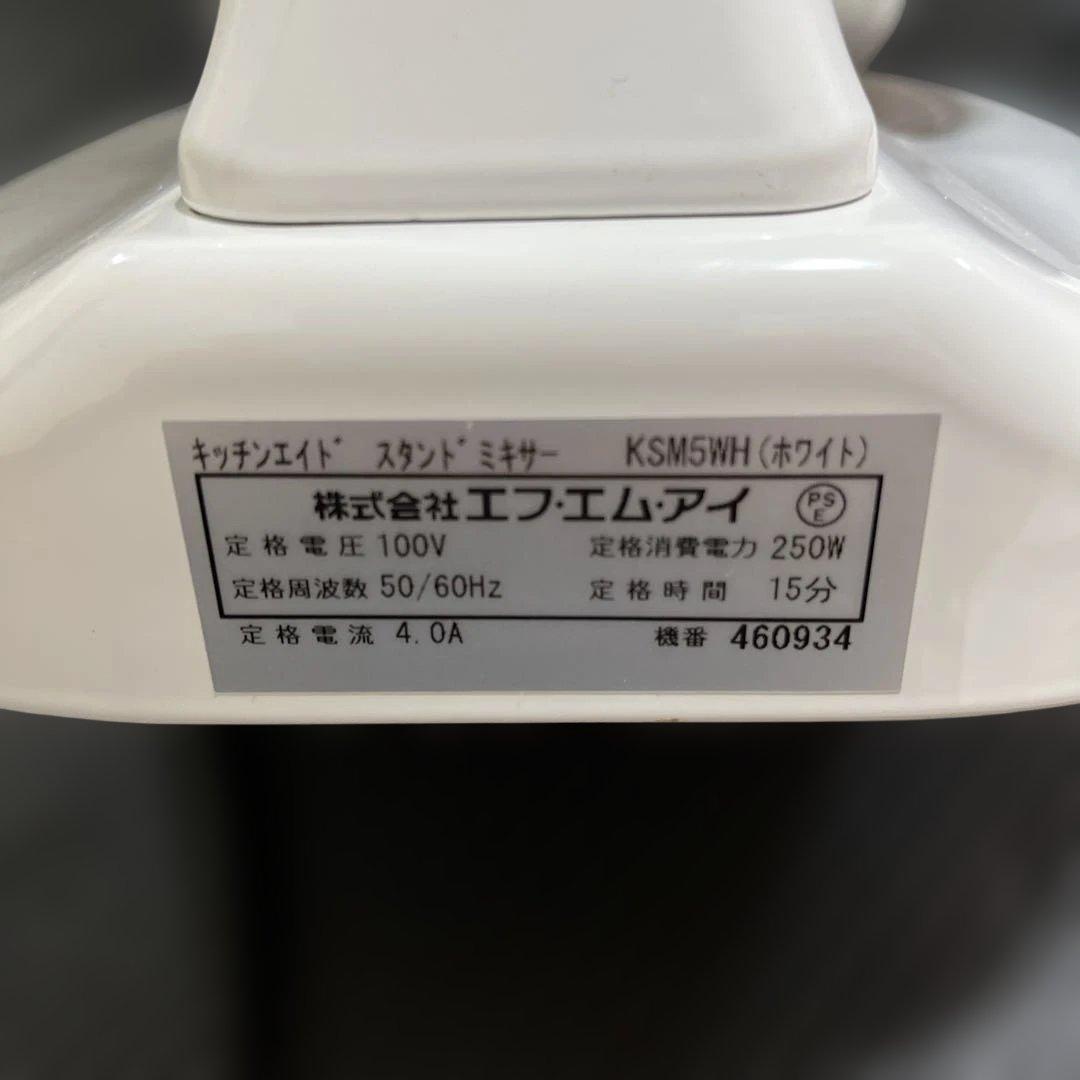 キッチンエイド スタンドミキサー KSM5WH(ホワイト)
株式会社エフ・エム・アイ PSE
定格電圧 100V 定格消費電力 250W
定格周波数 50/60Hz 定格時間 15分
定格電流 4.0A 機番 460934